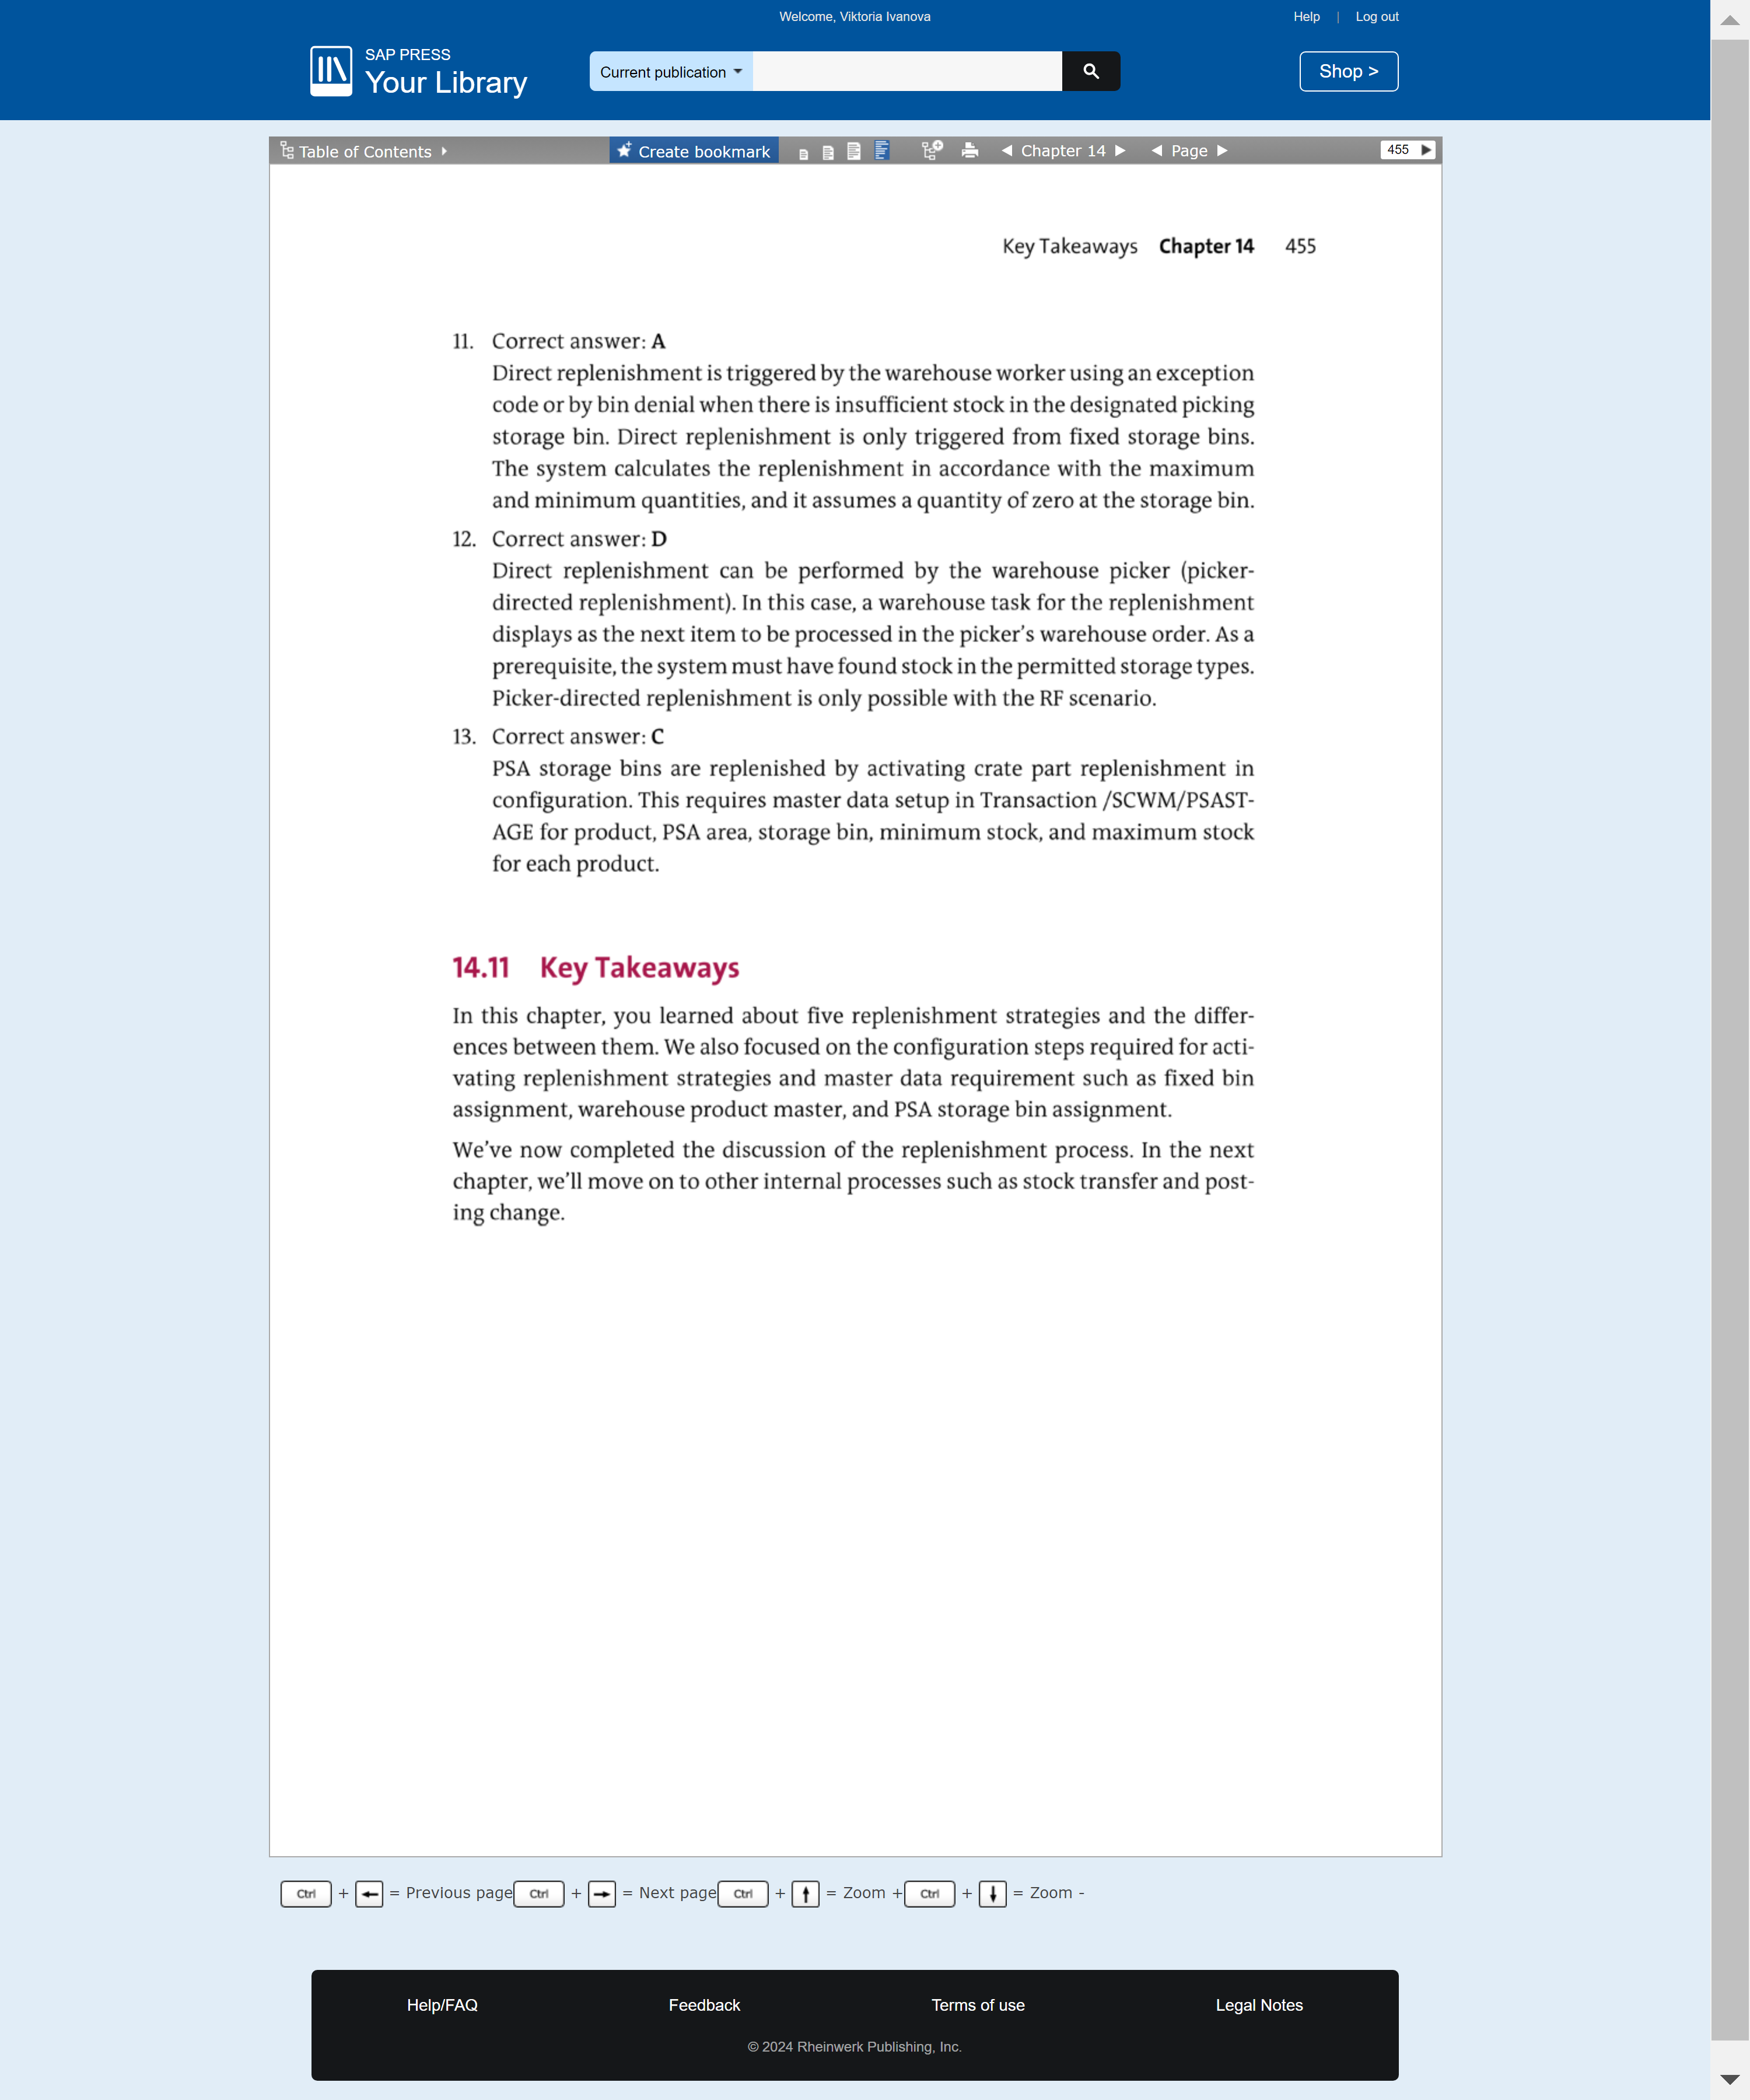 Welcome, Viktoria Ivanova
Help | Log out
SAP PRESS
Your Library
Current publication
Shop >
Table of Contents
Create bookmark
Chapter 14
Page
455
Key Takeaways Chapter 14 455
11. Correct answer: A
Direct replenishment is triggered by the warehouse worker using an exception
code or by bin denial when there is insufficient stock in the designated picking
storage bin. Direct replenishment is only triggered from fixed storage bins.
The system calculates the replenishment in accordance with the maximum
and minimum quantities, and it assumes a quantity of zero at the storage bin.
12. Correct answer: D
Direct replenishment can be performed by the warehouse picker (picker-
directed replenishment). In this case, a warehouse task for the replenishment
displays as the next item to be processed in the picker's warehouse order. As a
prerequisite, the system must have found stock in the permitted storage types.
Picker-directed replenishment is only possible with the RF scenario.
13. Correct answer: C
PSA storage bins are replenished by activating crate part replenishment in
configuration. This requires master data setup in Transaction /SCWM/PSAST-
AGE for product, PSA area, storage bin, minimum stock, and maximum stock
for each product.
14.11 Key Takeaways
In this chapter, you learned about five replenishment strategies and the differ-
ences between them. We also focused on the configuration steps required for acti-
vating replenishment strategies and master data requirement such as fixed bin
assignment, warehouse product master, and PSA storage bin assignment.
We've now completed the discussion of the replenishment process. In the next
chapter, we'll move on to other internal processes such as stock transfer and post-
ing change.
Ctrl + ← = Previous page Ctrl + → = Next page Ctrl + ↑ = Zoom + Ctrl + ↓ = Zoom -
Help/FAQ
Feedback
Terms of use
Legal Notes
© 2024 Rheinwerk Publishing, Inc.